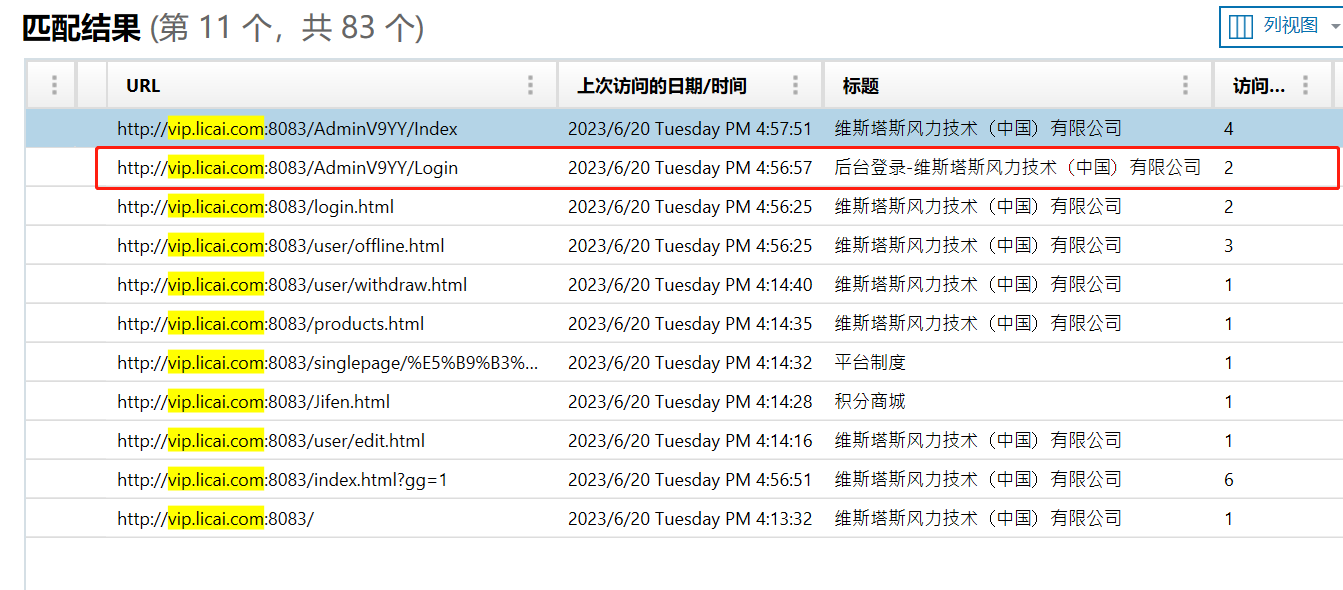 匹配结果 (第 11 个，共 83 个)
列视图
URL 上次访问的日期/时间 标题 访问...
http://vip.licai.com:8083/AdminV9YY/Index 2023/6/20 Tuesday PM 4:57:51 维斯塔斯风力技术（中国）有限公司 4
http://vip.licai.com:8083/AdminV9YY/Login 2023/6/20 Tuesday PM 4:56:57 后台登录-维斯塔斯风力技术（中国）有限公司 2
http://vip.licai.com:8083/login.html 2023/6/20 Tuesday PM 4:56:25 维斯塔斯风力技术（中国）有限公司 2
http://vip.licai.com:8083/user/offline.html 2023/6/20 Tuesday PM 4:56:25 维斯塔斯风力技术（中国）有限公司 3
http://vip.licai.com:8083/user/withdraw.html 2023/6/20 Tuesday PM 4:14:40 维斯塔斯风力技术（中国）有限公司 1
http://vip.licai.com:8083/products.html 2023/6/20 Tuesday PM 4:14:35 维斯塔斯风力技术（中国）有限公司 1
http://vip.licai.com:8083/singlepage/%E5%B9%B3%... 2023/6/20 Tuesday PM 4:14:32 平台制度 1
http://vip.licai.com:8083/Jifen.html 2023/6/20 Tuesday PM 4:14:28 积分商城 1
http://vip.licai.com:8083/user/edit.html 2023/6/20 Tuesday PM 4:14:16 维斯塔斯风力技术（中国）有限公司 1
http://vip.licai.com:8083/index.html?gg=1 2023/6/20 Tuesday PM 4:56:51 维斯塔斯风力技术（中国）有限公司 6
http://vip.licai.com:8083/ 2023/6/20 Tuesday PM 4:13:32 维斯塔斯风力技术（中国）有限公司 1